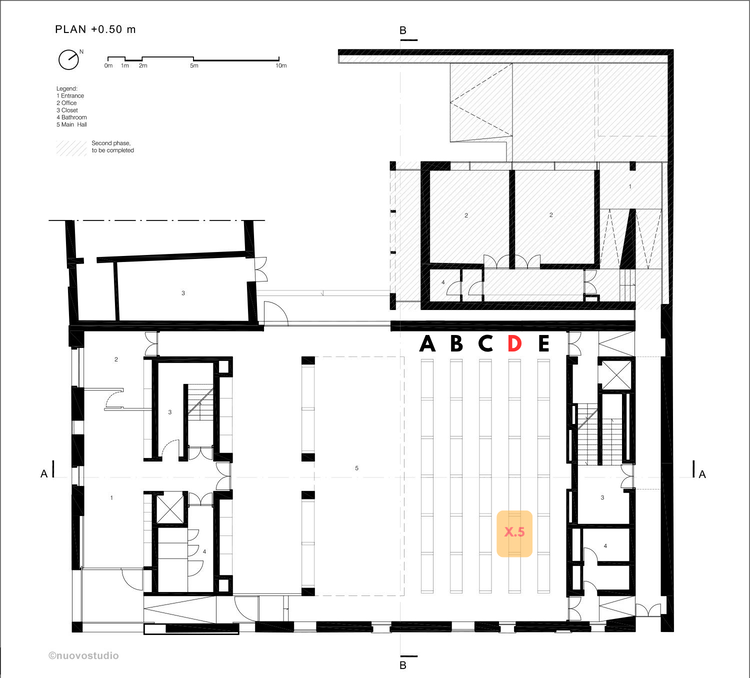 PLAN +0.50 m
B
N
0m 1m 2m 5m 10m
Legend:
1 Entrance
2 Office
3 Closet
4 Bathroom
5 Main Hall
Second phase,
to be completed
1
2 2
4
3
A B C D E
2
3
5
A A
1
3
X.5
4 4
B
©nuovostudio